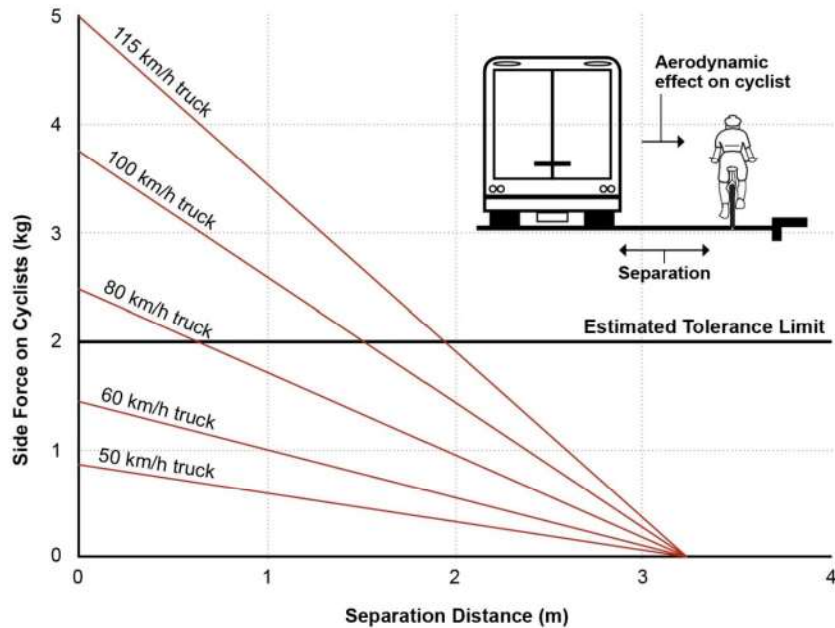 5
4
3
2
1
0
Side Force on Cyclists (kg)
115 km/h truck
100 km/h truck
80 km/h truck
60 km/h truck
50 km/h truck
Aerodynamic
effect on cyclist
Separation
Estimated Tolerance Limit
0
1
2
3
4
Separation Distance (m)